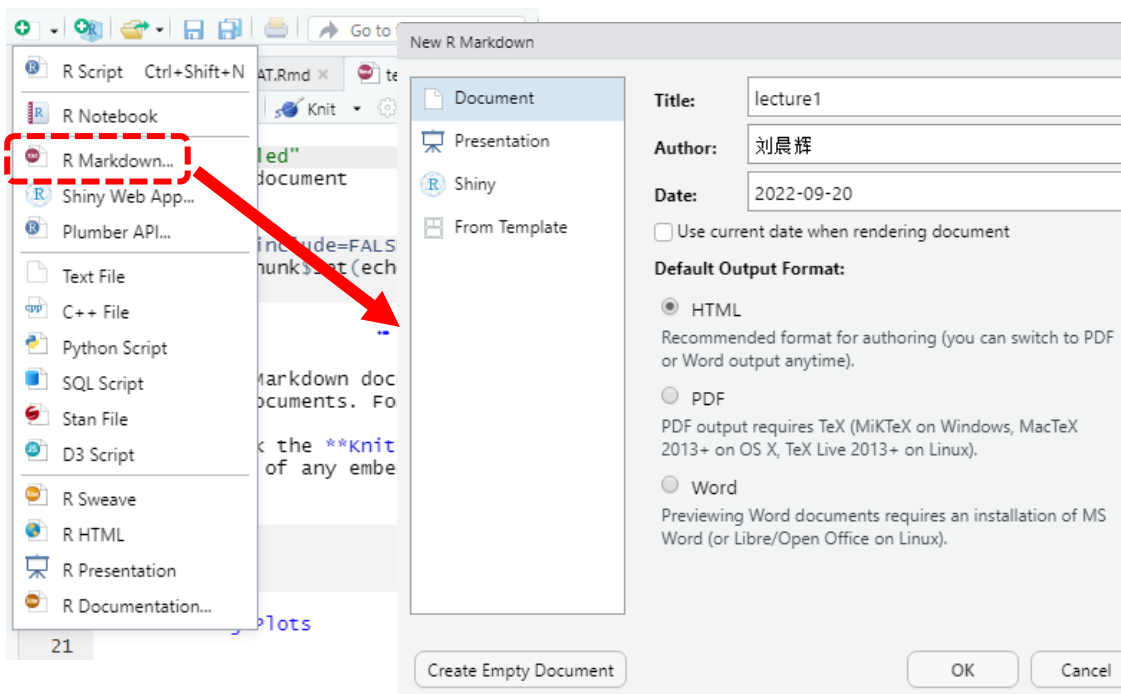 Go to
R Script Ctrl+Shift+N
R Notebook
R Markdown...
Shiny Web App...
Plumber API...
Text File
C++ File
Python Script
SQL Script
Stan File
D3 Script
R Sweave
R HTML
R Presentation
R Documentation...
AT.Rmd ×
te
Knit
led"
document
include=FALS
hunk$set(ech
Markdown doc
ocuments. Fo
k the **Knit
of any embe
g Plots
21
New R Markdown
Document
Presentation
Shiny
From Template
Title: lecture1
Author: 刘晨辉
Date: 2022-09-20
Use current date when rendering document
Default Output Format:
HTML
Recommended format for authoring (you can switch to PDF
or Word output anytime).
PDF
PDF output requires TeX (MiKTeX on Windows, MacTeX
2013+ on OS X, TeX Live 2013+ on Linux).
Word
Previewing Word documents requires an installation of MS
Word (or Libre/Open Office on Linux).
Create Empty Document
OK
Cancel